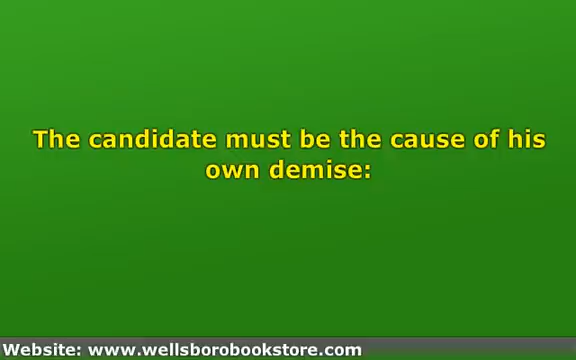 The candidate must be the cause of his
own demise:
Website: www.wellsborobookstore.com